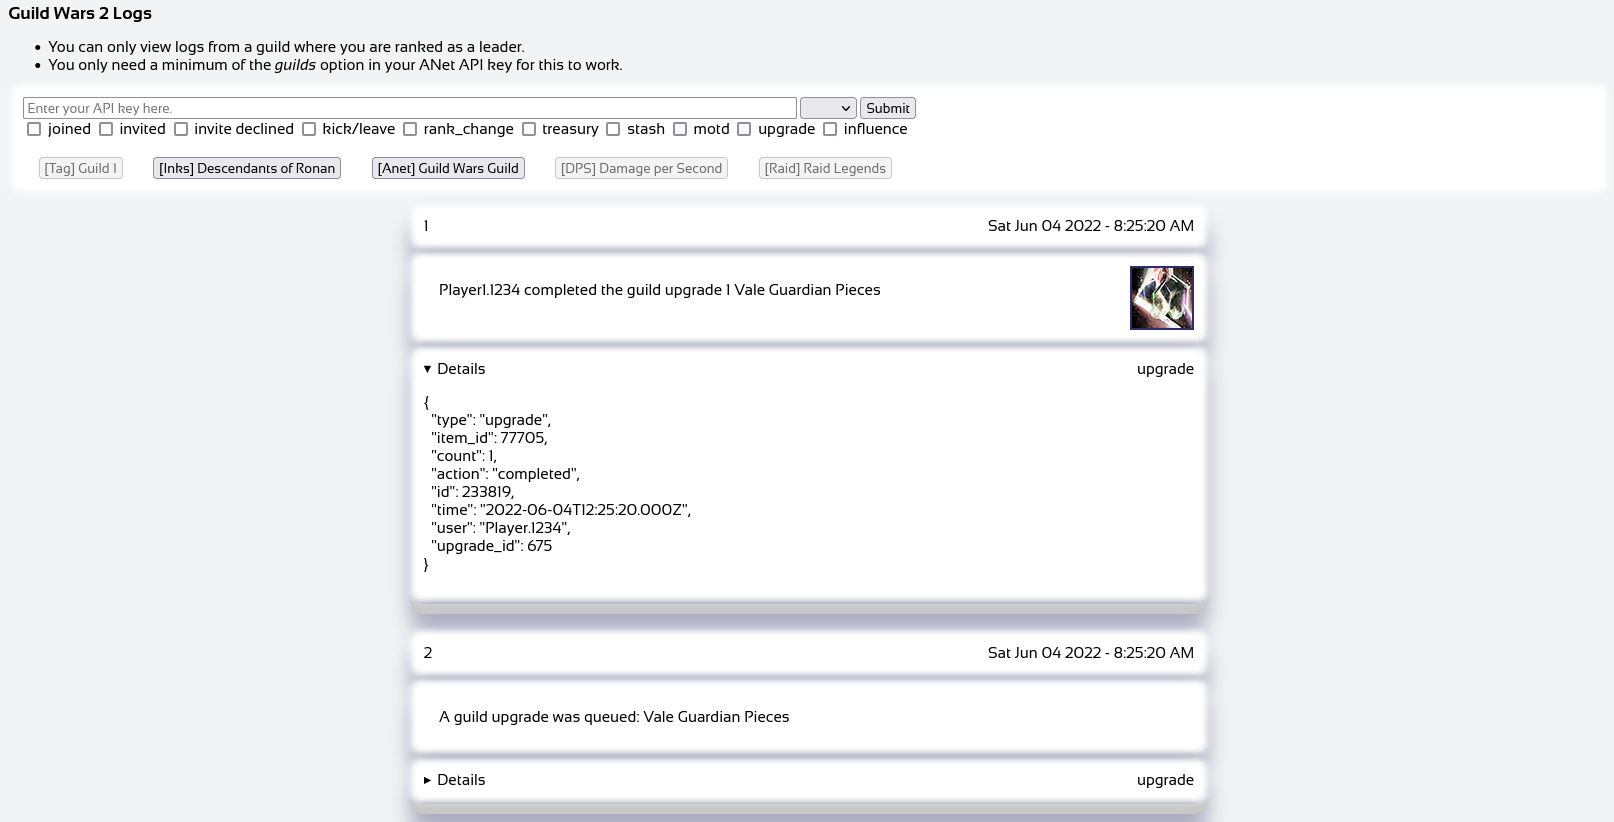 Guild Wars 2 Logs
• You can only view logs from a guild where you are ranked as a leader.
• You only need a minimum of the guilds option in your ANet API key for this to work.
Enter your API key here. Submit
joined invited invite declined kick/leave rank_change treasury stash motd upgrade influence
[Tag] Guild 1 [Inks] Descendants of Ronan [Anet] Guild Wars Guild [DPS] Damage per Second [Raid] Raid Legends
1 Sat Jun 04 2022 - 8:25:20 AM
Player1.1234 completed the guild upgrade 1 Vale Guardian Pieces
▼ Details upgrade
{
"type": "upgrade",
"item_id": 77705,
"count": 1,
"action": "completed",
"id": 233819,
"time": "2022-06-04T12:25:20.000Z",
"user": "Player.1234",
"upgrade_id": 675
}
2 Sat Jun 04 2022 - 8:25:20 AM
A guild upgrade was queued: Vale Guardian Pieces
► Details upgrade